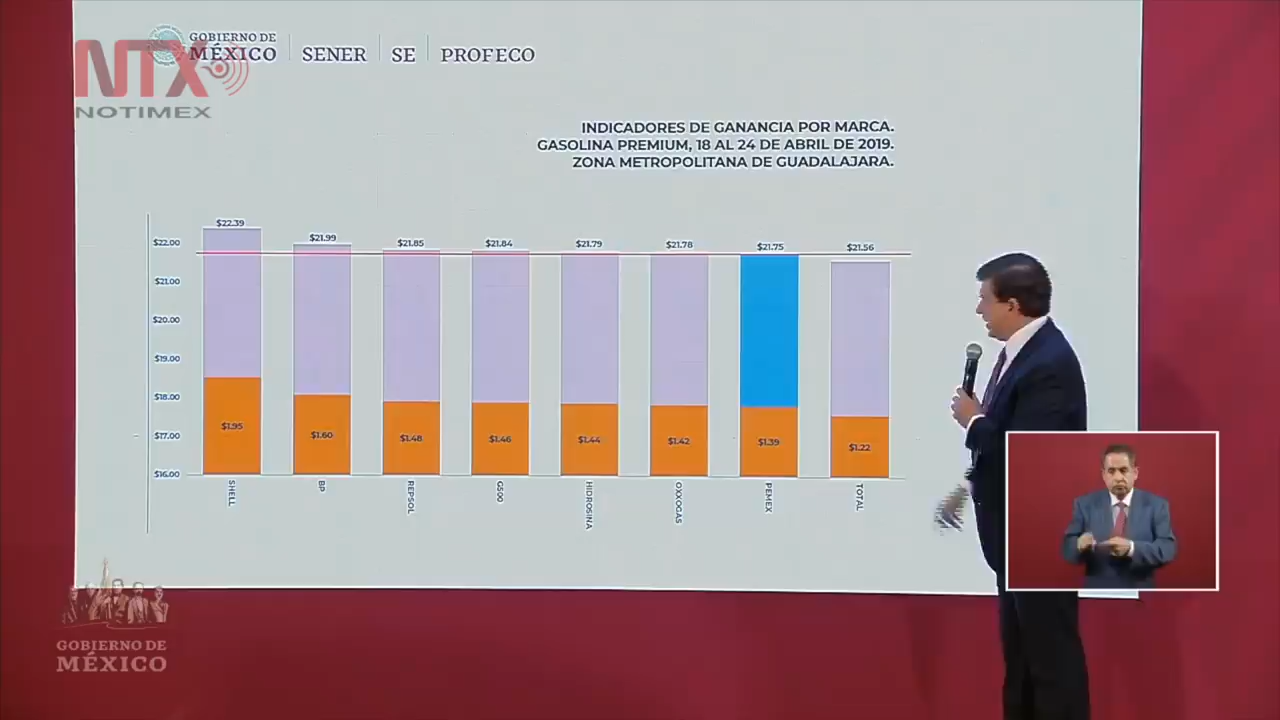 GOBIERNO DE
MÉXICO
SENER
SE
PROFECO
NTX
NOTIMEX
INDICADORES DE GANANCIA POR MARCA.
GASOLINA PREMIUM, 18 AL 24 DE ABRIL DE 2019.
ZONA METROPOLITANA DE GUADALAJARA.
$22.39
$21.99
$21.85
$21.84
$21.79
$21.78
$21.75
$21.56
$22.00
$21.00
$20.00
$19.00
$18.00
$17.00
$16.00
$1.95
$1.60
$1.48
$1.46
$1.44
$1.42
$1.39
$1.22
SHELL
BP
REPSOL
G500
HIDROSINA
OXXOGAS
PEMEX
TOTAL
GOBIERNO DE
MÉXICO